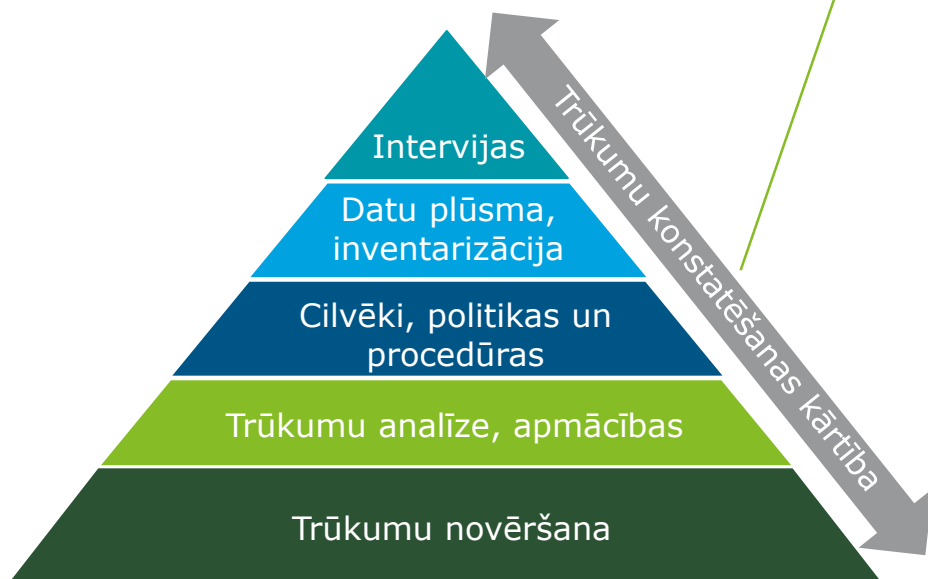 Intervijas
Datu plūsma,
inventarizācija
Cilvēki, politikas un
procedūras
Trūkumu analīze, apmācības
Trūkumu novēršana
Trūkumu konstatēšanas kārtība